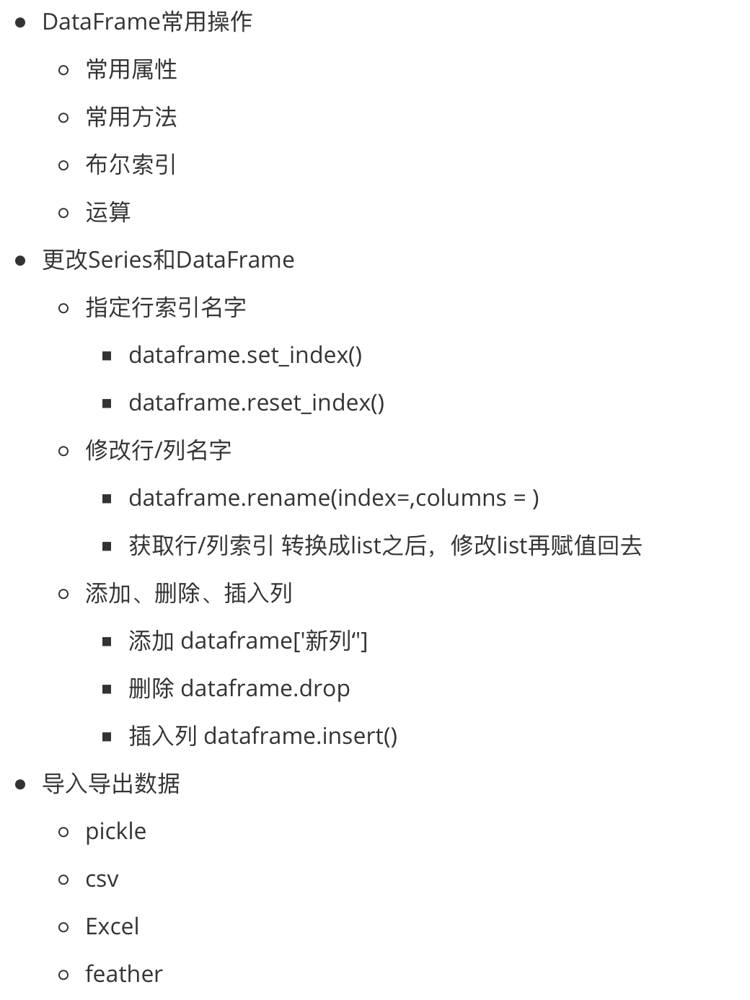 DataFrame常用操作
常用属性
常用方法
布尔索引
运算
更改Series和DataFrame
指定行索引名字
dataframe.set_index()
dataframe.reset_index()
修改行/列名字
dataframe.rename(index=,columns = )
获取行/列索引 转换成list之后，修改list再赋值回去
添加、删除、插入列
添加 dataframe['新列‘']
删除 dataframe.drop
插入列 dataframe.insert()
导入导出数据
pickle
csv
Excel
feather